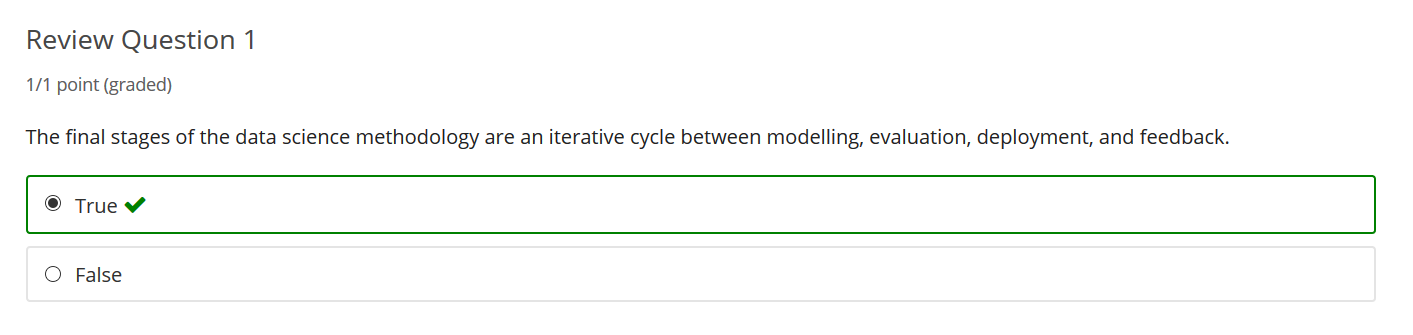 Review Question 1
1/1 point (graded)
The final stages of the data science methodology are an iterative cycle between modelling, evaluation, deployment, and feedback.
True
False